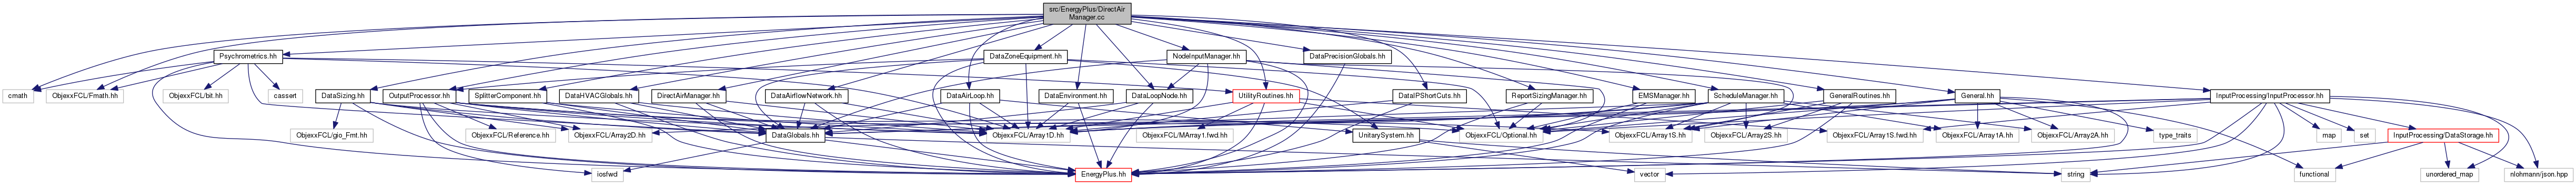 src/EnergyPlus/DirectAir
Manager.cc
Psychrometrics.hh
DataZoneEquipment.hh
NodeInputManager.hh
DataPrecisionGlobals.hh
cmath
ObjexxFCL/Fmath.hh
ObjexxFCL/bit.hh
cassert
DataSizing.hh
OutputProcessor.hh
SplitterComponent.hh
DataHVACGlobals.hh
DirectAirManager.hh
DataAirflowNetwork.hh
DataAirLoop.hh
DataEnvironment.hh
DataLoopNode.hh
UtilityRoutines.hh
DataIPShortCuts.hh
ReportSizingManager.hh
EMSManager.hh
ScheduleManager.hh
GeneralRoutines.hh
General.hh
InputProcessing/InputProcessor.hh
ObjexxFCL/gio_Fmt.hh
ObjexxFCL/Reference.hh
ObjexxFCL/Array2D.hh
DataGlobals.hh
ObjexxFCL/Array1D.hh
ObjexxFCL/MArray1.fwd.hh
UnitarySystem.hh
ObjexxFCL/Optional.hh
ObjexxFCL/Array1S.hh
ObjexxFCL/Array2S.hh
ObjexxFCL/Array1S.fwd.hh
ObjexxFCL/Array1A.hh
ObjexxFCL/Array2A.hh
type_traits
map
set
InputProcessing/DataStorage.hh
iosfwd
EnergyPlus.hh
vector
string
functional
unordered_map
nlohmann/json.hpp